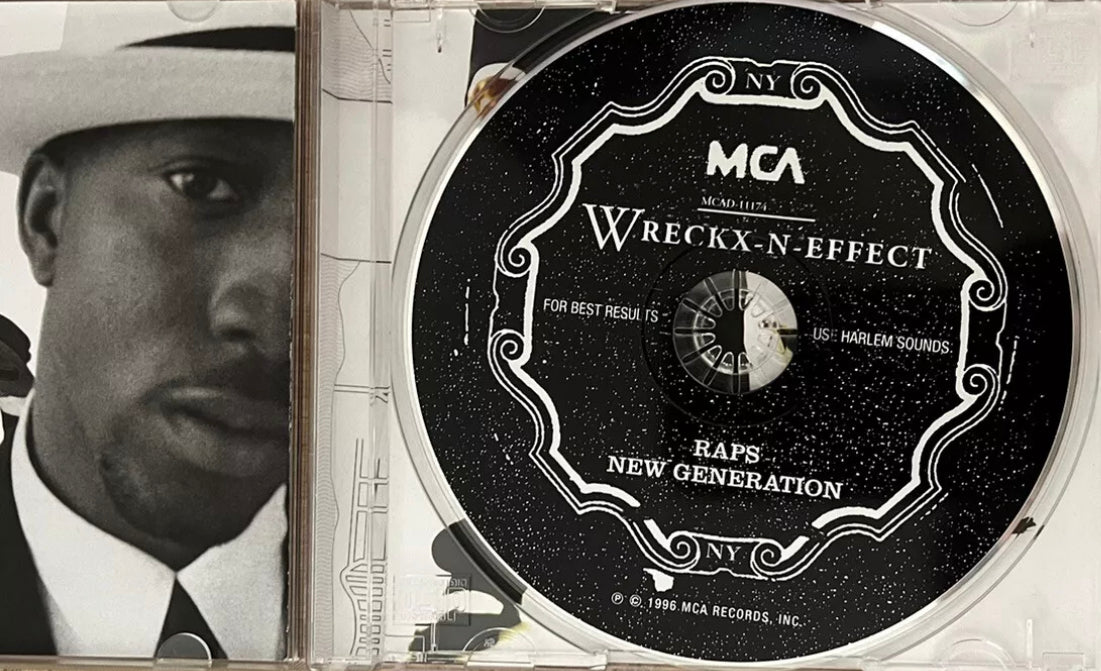 NY
MCA
MCAD-11174
WRECKX-N-EFFECT
FOR BEST RESULTS
USE HARLEM SOUNDS.
RAPS
NEW GENERATION
NY
℗ © 1996 MCA RECORDS, INC.